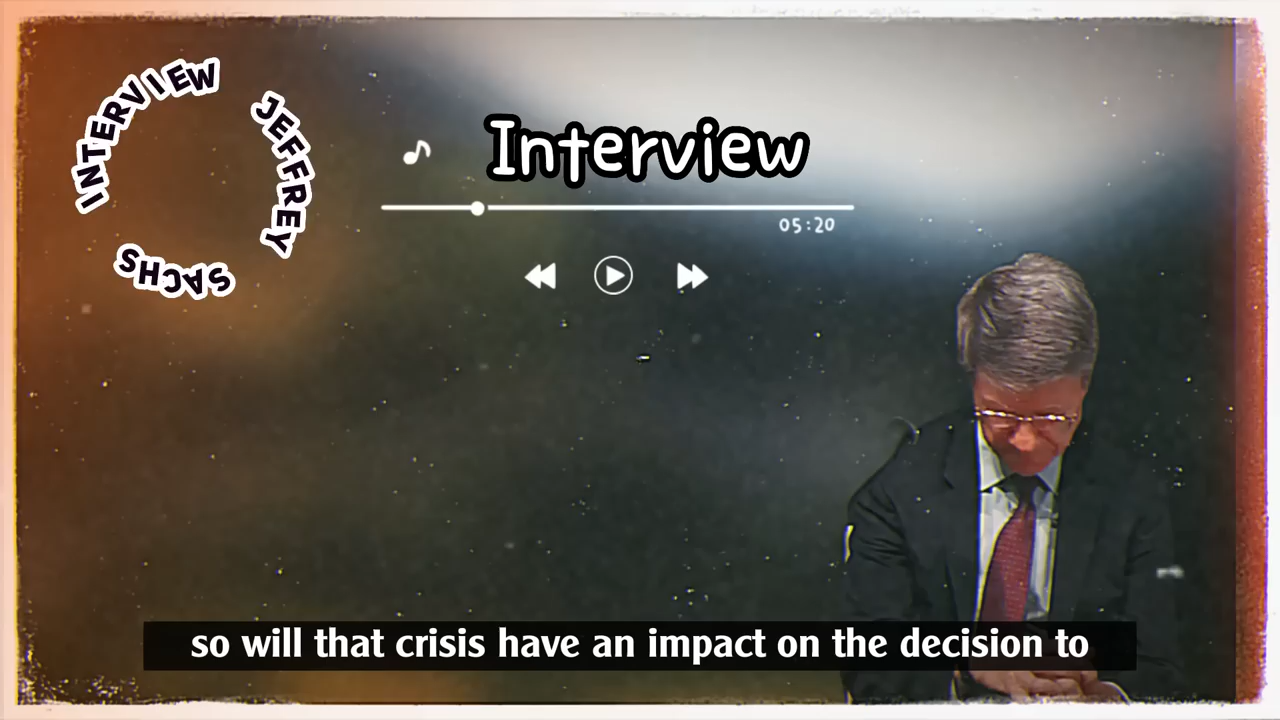 INTERVIEW
JEFFREY
SACHS
Interview
05:20
so will that crisis have an impact on the decision to